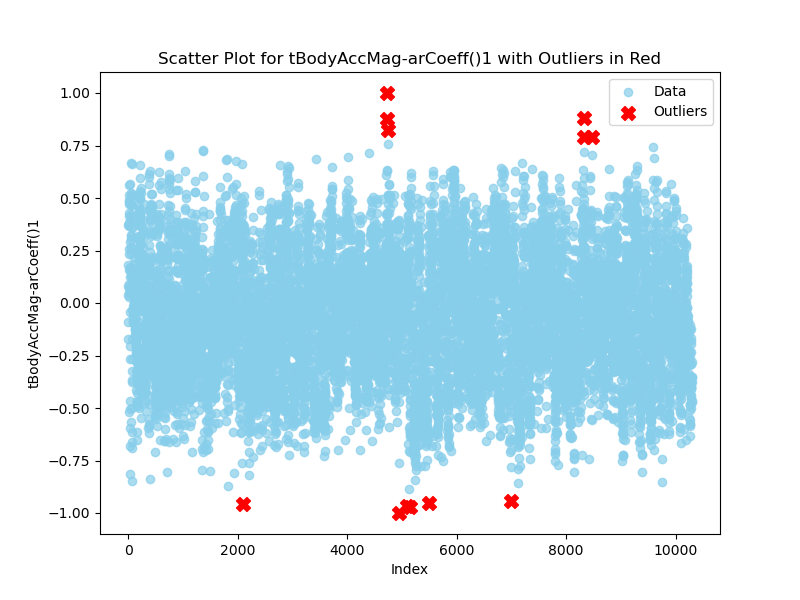 Scatter Plot for tBodyAccMag-arCoeff()1 with Outliers in Red
Data
Outliers
1.00
0.75
0.50
0.25
0.00
−0.25
−0.50
−0.75
−1.00
tBodyAccMag-arCoeff()1
0 2000 4000 6000 8000 10000
Index